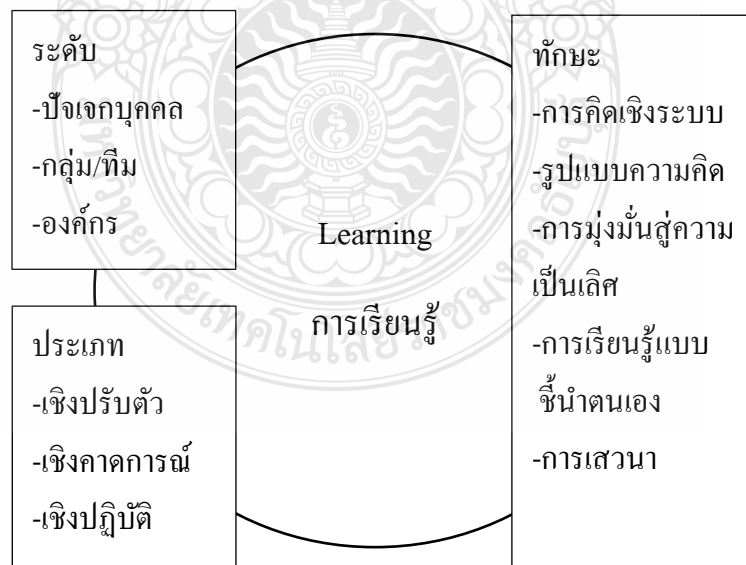 ระดับ
-ปัจเจกบุคคล
-กลุ่ม/ทีม
-องค์กร
ประเภท
-เชิงปรับตัว
-เชิงคาดการณ์
-เชิงปฏิบัติ
Learning
การเรียนรู้
ทักษะ
-การคิดเชิงระบบ
-รูปแบบความคิด
-การมุ่งมั่นสู่ความ
เป็นเลิศ
-การเรียนรู้แบบ
ชี้นำตนเอง
-การเสวนา